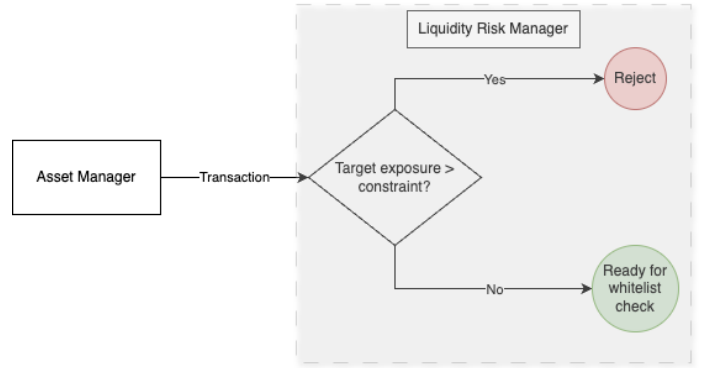 Liquidity Risk Manager
Yes
Reject
Asset Manager
Transaction
Target exposure >
constraint?
No
Ready for
whitelist
check